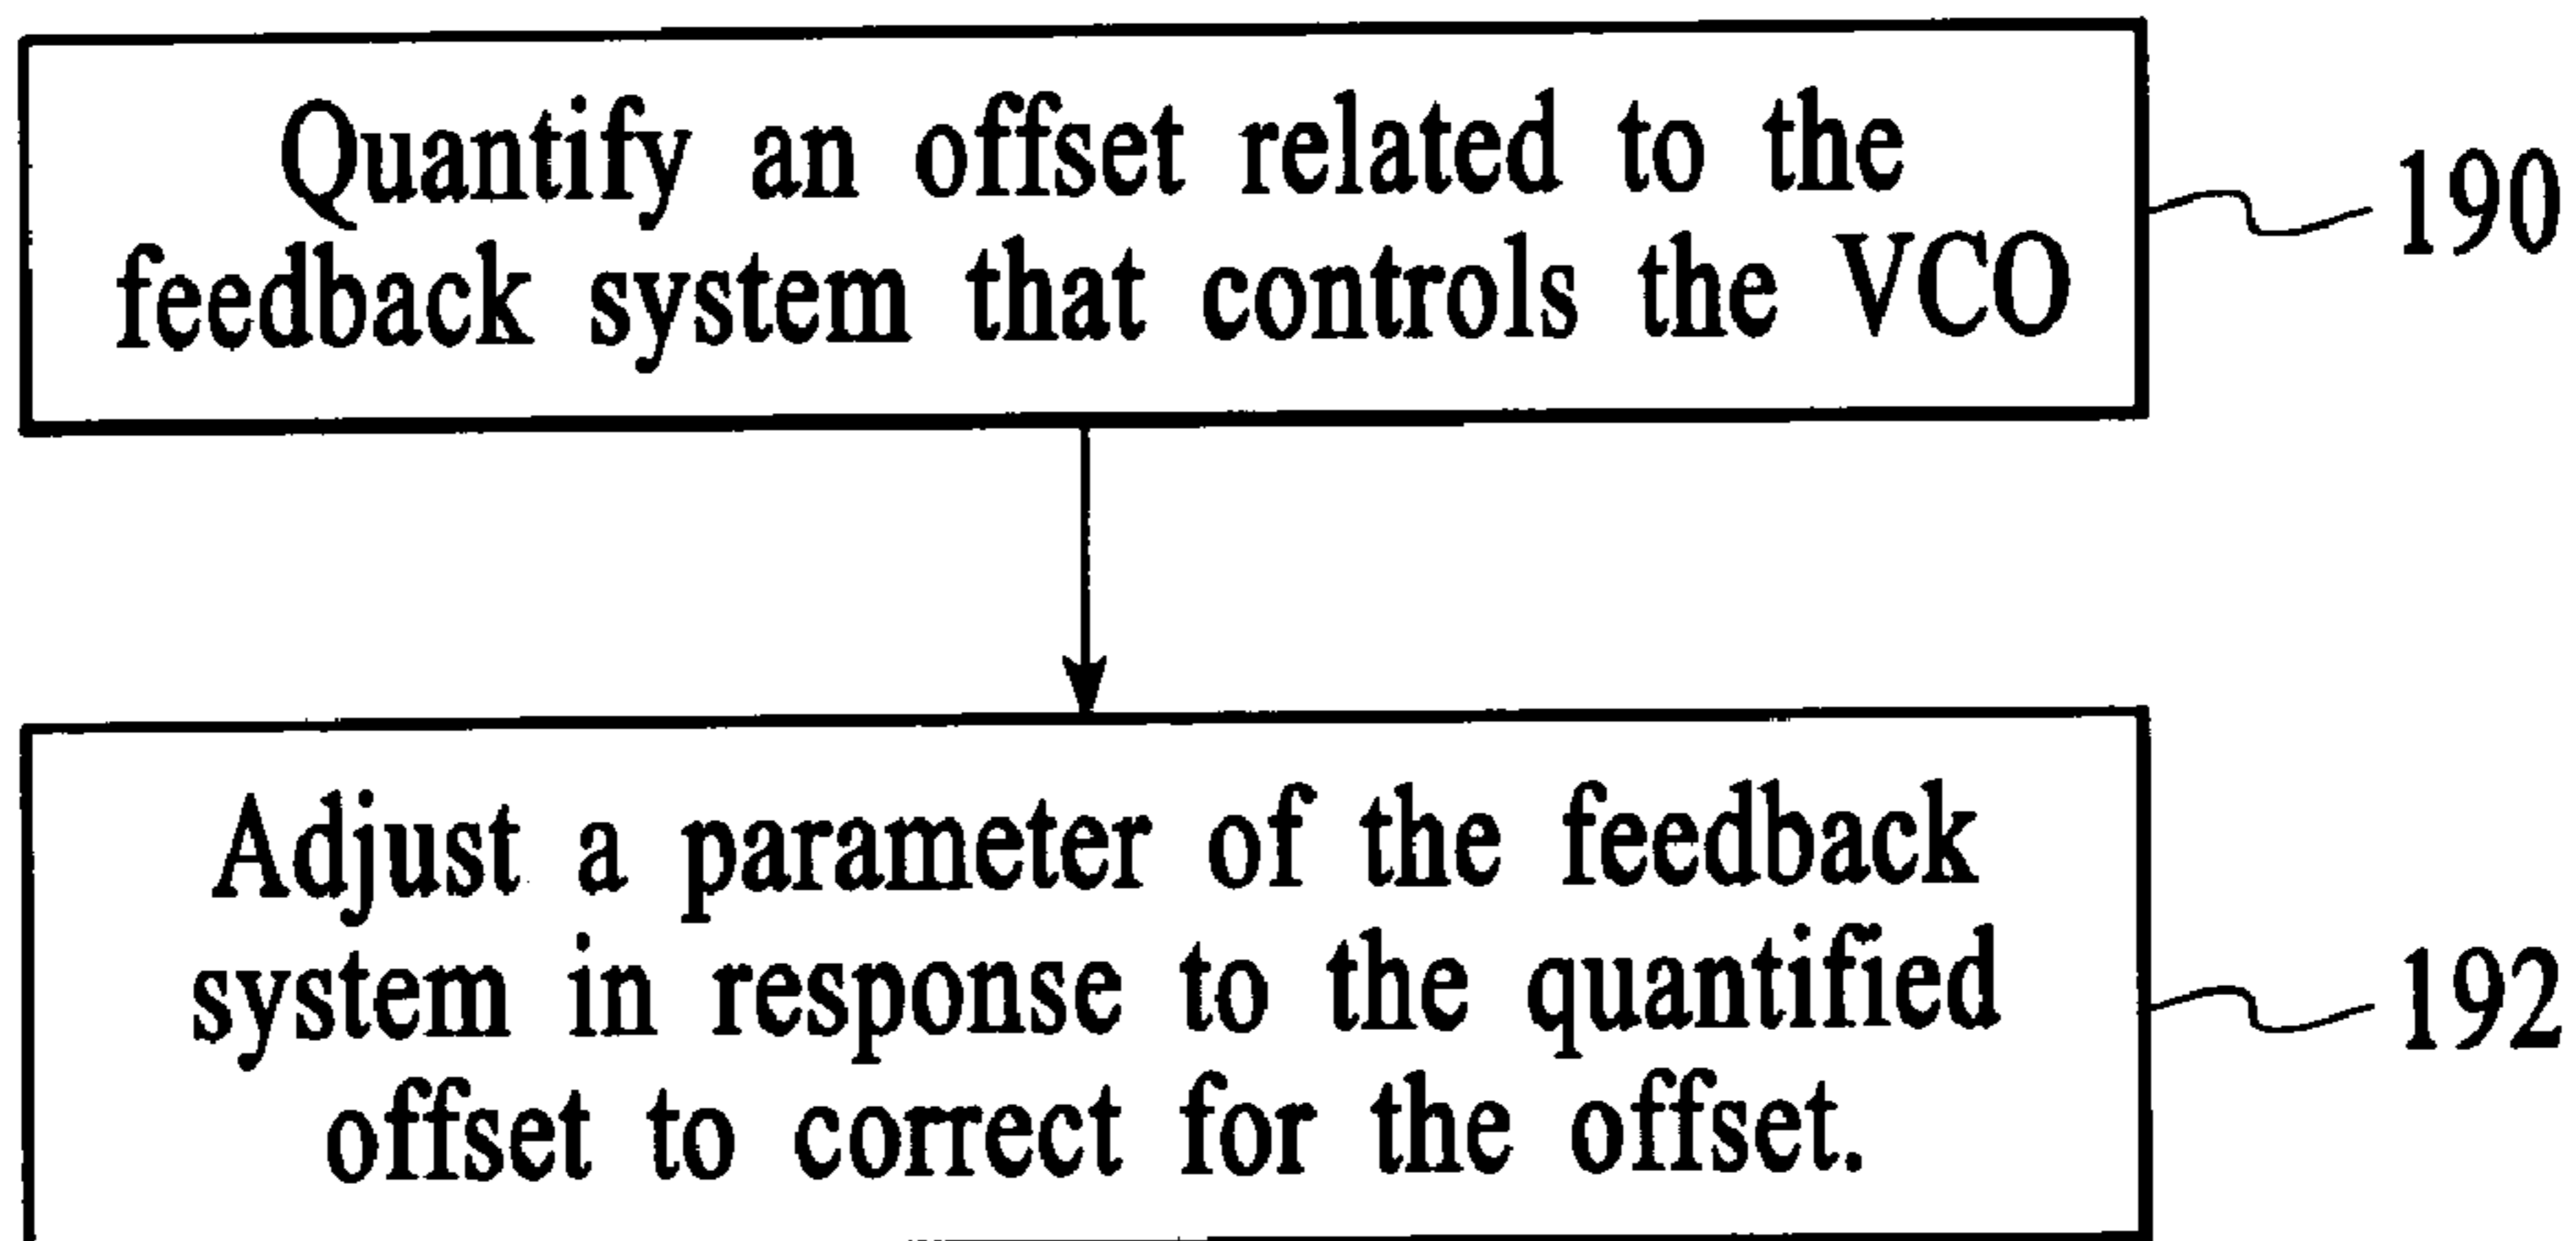 Quantify an offset related to the
feedback system that controls the VCO
190
Adjust a parameter of the feedback
system in response to the quantified
offset to correct for the offset.
192